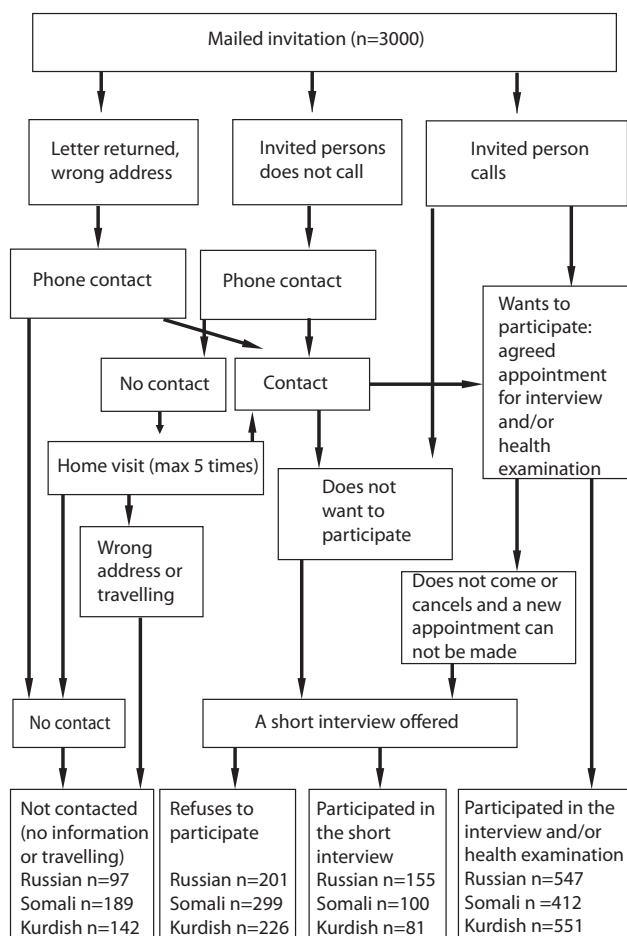 Mailed invitation (n=3000)
Letter returned,
wrong address
Invited persons
does not call
Invited person
calls
Phone contact
Phone contact
Wants to
participate:
agreed
appointment
for interview
and/or
health
examination
No contact
Contact
Home visit (max 5 times)
Does not
want to
participate
Wrong
address or
travelling
Does not come or
cancels and a new
appointment can
not be made
No contact
A short interview offered
Not contacted
(no information
or travelling)
Russian n=97
Somali n=189
Kurdish n=142
Refuses to
participate
Russian n=201
Somali n=299
Kurdish n=226
Participated in
the short
interview
Russian n=155
Somali n=100
Kurdish n=81
Participated in the
interview and/or
health examination
Russian n=547
Somali n =412
Kurdish n=551